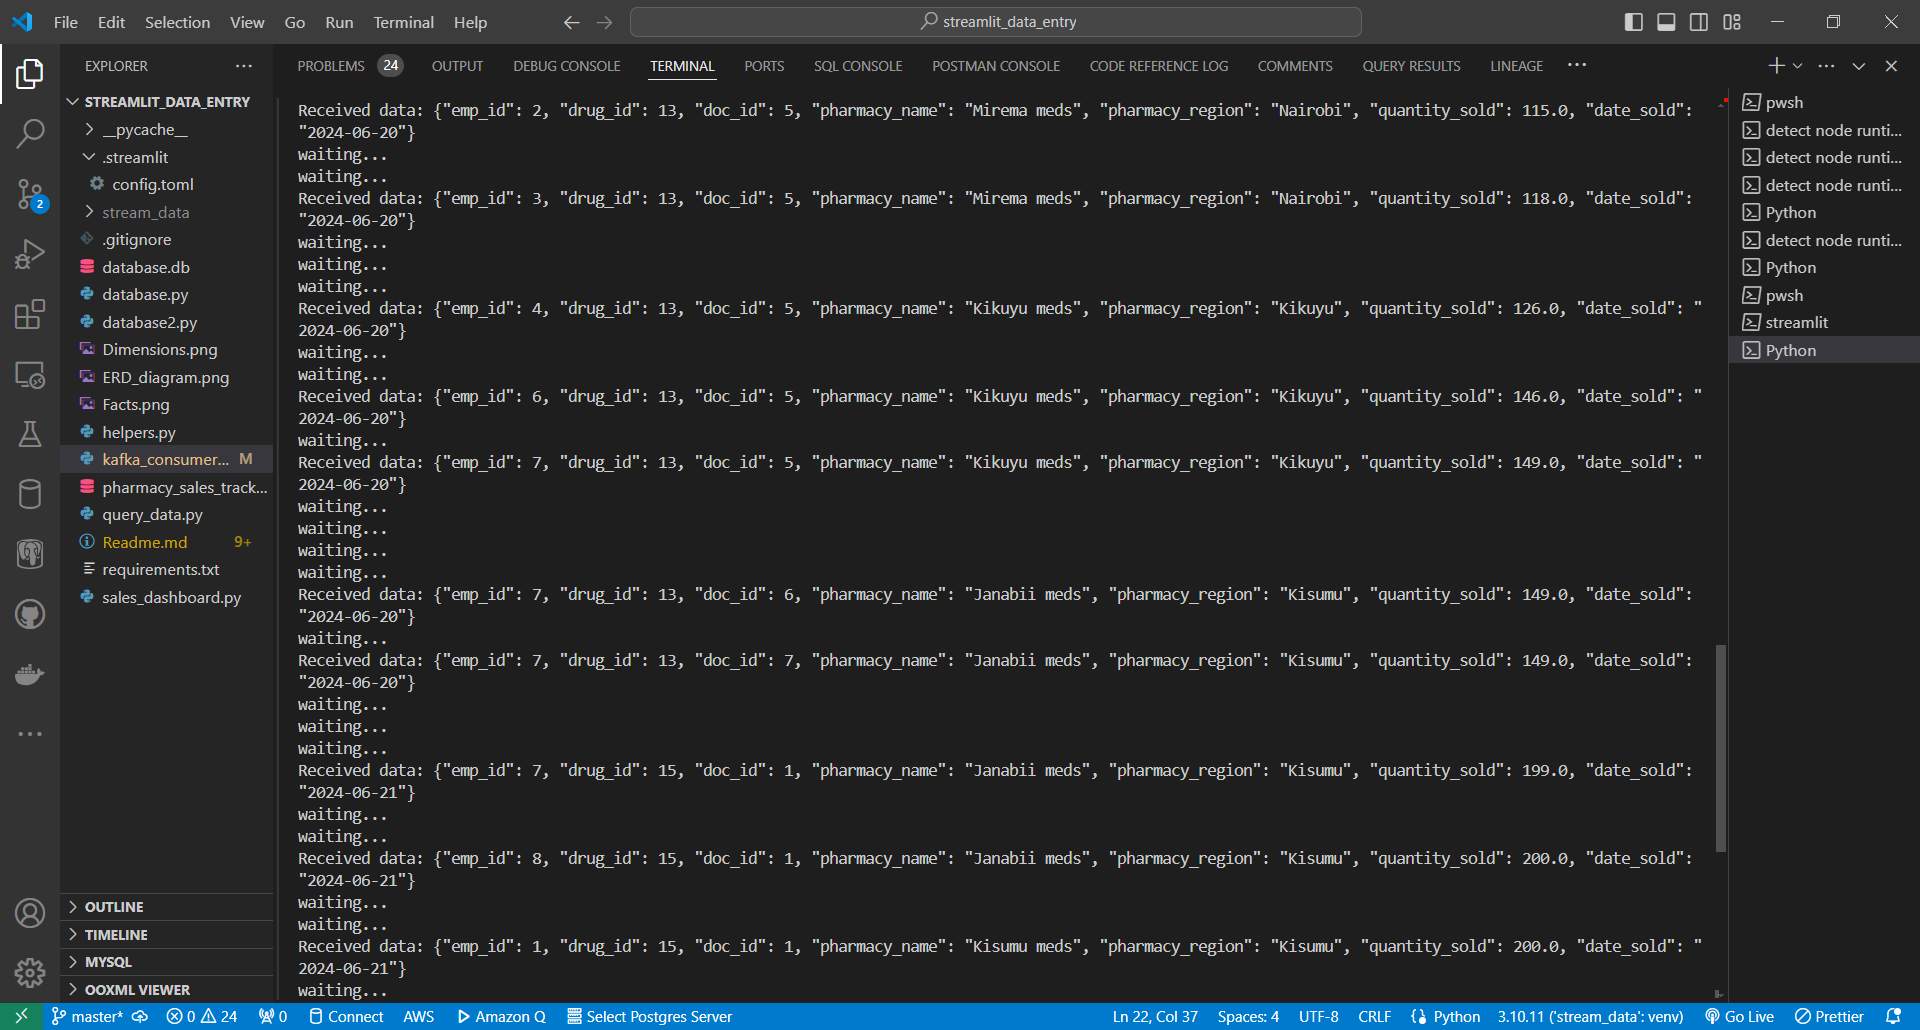 File Edit Selection View Go Run Terminal Help
streamlit_data_entry
EXPLORER
STREAMLIT_DATA_ENTRY
__pycache__
.streamlit
config.toml
stream_data
.gitignore
database.db
database.py
database2.py
Dimensions.png
ERD_diagram.png
Facts.png
helpers.py
kafka_consumer... M
pharmacy_sales_track...
query_data.py
Readme.md 9+
requirements.txt
sales_dashboard.py
OUTLINE
TIMELINE
MYSQL
OOXML VIEWER
2
PROBLEMS 24 OUTPUT DEBUG CONSOLE TERMINAL PORTS SQL CONSOLE POSTMAN CONSOLE CODE REFERENCE LOG COMMENTS QUERY RESULTS LINEAGE
Received data: {"emp_id": 2, "drug_id": 13, "doc_id": 5, "pharmacy_name": "Mirema meds", "pharmacy_region": "Nairobi", "quantity_sold": 115.0, "date_sold":
"2024-06-20"}
waiting...
waiting...
Received data: {"emp_id": 3, "drug_id": 13, "doc_id": 5, "pharmacy_name": "Mirema meds", "pharmacy_region": "Nairobi", "quantity_sold": 118.0, "date_sold":
"2024-06-20"}
waiting...
waiting...
waiting...
Received data: {"emp_id": 4, "drug_id": 13, "doc_id": 5, "pharmacy_name": "Kikuyu meds", "pharmacy_region": "Kikuyu", "quantity_sold": 126.0, "date_sold": "
2024-06-20"}
waiting...
waiting...
Received data: {"emp_id": 6, "drug_id": 13, "doc_id": 5, "pharmacy_name": "Kikuyu meds", "pharmacy_region": "Kikuyu", "quantity_sold": 146.0, "date_sold": "
2024-06-20"}
waiting...
Received data: {"emp_id": 7, "drug_id": 13, "doc_id": 5, "pharmacy_name": "Kikuyu meds", "pharmacy_region": "Kikuyu", "quantity_sold": 149.0, "date_sold": "
2024-06-20"}
waiting...
waiting...
waiting...
waiting...
Received data: {"emp_id": 7, "drug_id": 13, "doc_id": 6, "pharmacy_name": "Janabii meds", "pharmacy_region": "Kisumu", "quantity_sold": 149.0, "date_sold":
"2024-06-20"}
waiting...
Received data: {"emp_id": 7, "drug_id": 13, "doc_id": 7, "pharmacy_name": "Janabii meds", "pharmacy_region": "Kisumu", "quantity_sold": 149.0, "date_sold":
"2024-06-20"}
waiting...
waiting...
waiting...
Received data: {"emp_id": 7, "drug_id": 15, "doc_id": 1, "pharmacy_name": "Janabii meds", "pharmacy_region": "Kisumu", "quantity_sold": 199.0, "date_sold":
"2024-06-21"}
waiting...
waiting...
Received data: {"emp_id": 8, "drug_id": 15, "doc_id": 1, "pharmacy_name": "Janabii meds", "pharmacy_region": "Kisumu", "quantity_sold": 200.0, "date_sold":
"2024-06-21"}
waiting...
waiting...
Received data: {"emp_id": 1, "drug_id": 15, "doc_id": 1, "pharmacy_name": "Kisumu meds", "pharmacy_region": "Kisumu", "quantity_sold": 200.0, "date_sold": "
2024-06-21"}
waiting...
pwsh
detect node runti...
detect node runti...
detect node runti...
Python
detect node runti...
Python
pwsh
streamlit
Python
master* 0 24 0 Connect AWS Amazon Q Select Postgres Server Ln 22, Col 37 Spaces: 4 UTF-8 CRLF Python 3.10.11 ('stream_data': venv) Go Live Prettier